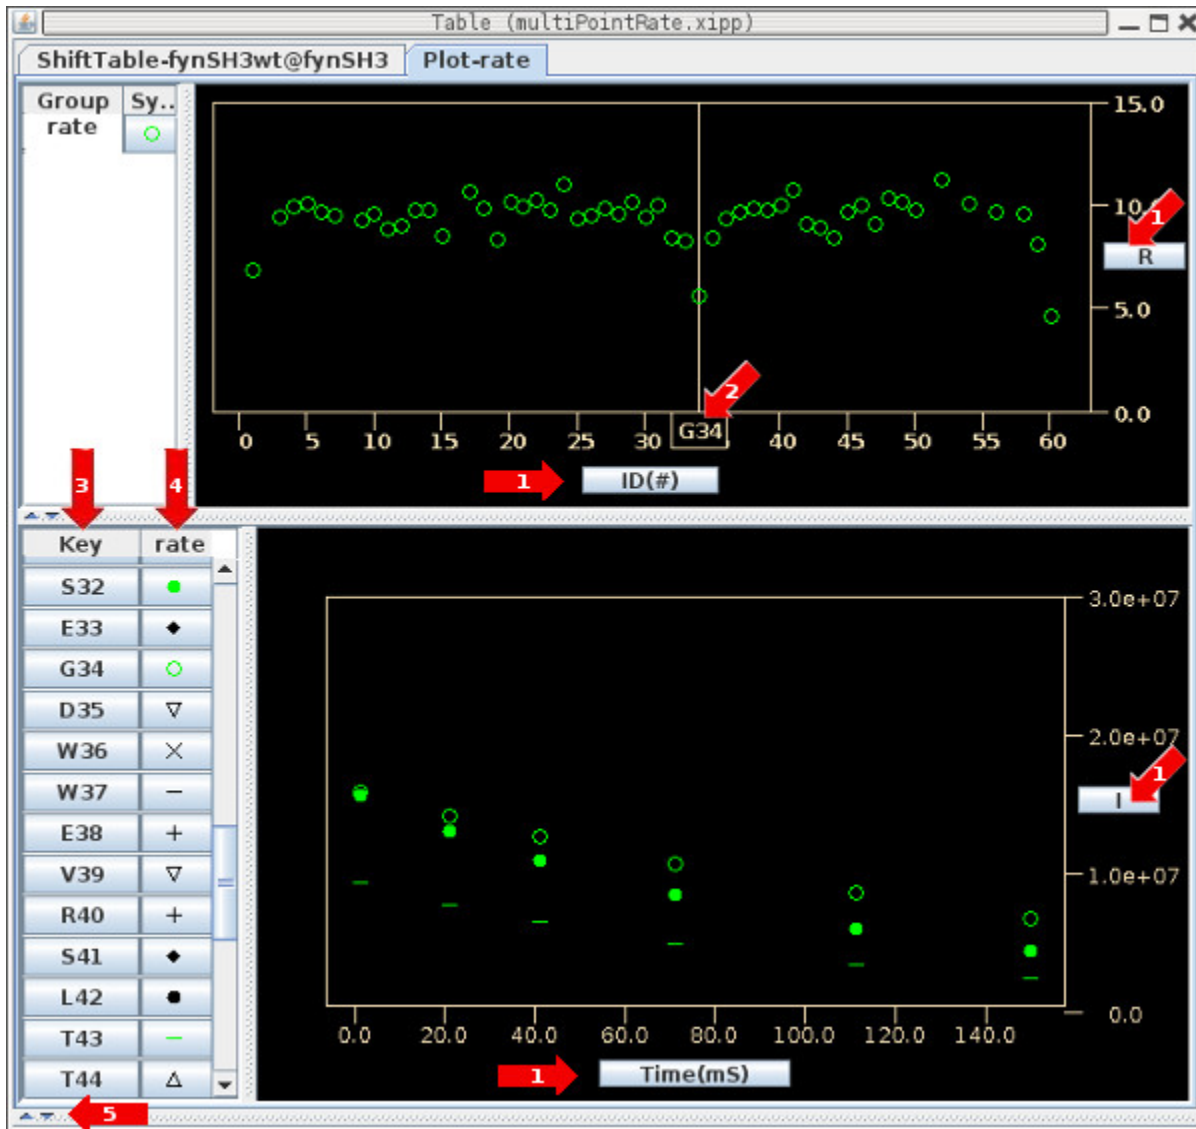 Table (multiPointRate.xipp)
ShiftTable-fynSH3wt@fynSH3 Plot-rate
Group Sy..
rate
15.0
10.
1
R
5.0
0.0
2
0 5 10 15 20 25 30 G34 40 45 50 55 60
1 ID(#)
3 4
Key rate
S32
E33
G34
D35
W36
W37
E38
V39
R40
S41
L42
T43
T44
3.0e+07
2.0e+07
1
I
1.0e+07
0.0
0.0 20.0 40.0 60.0 80.0 100.0 120.0 140.0
1 Time(mS)
5